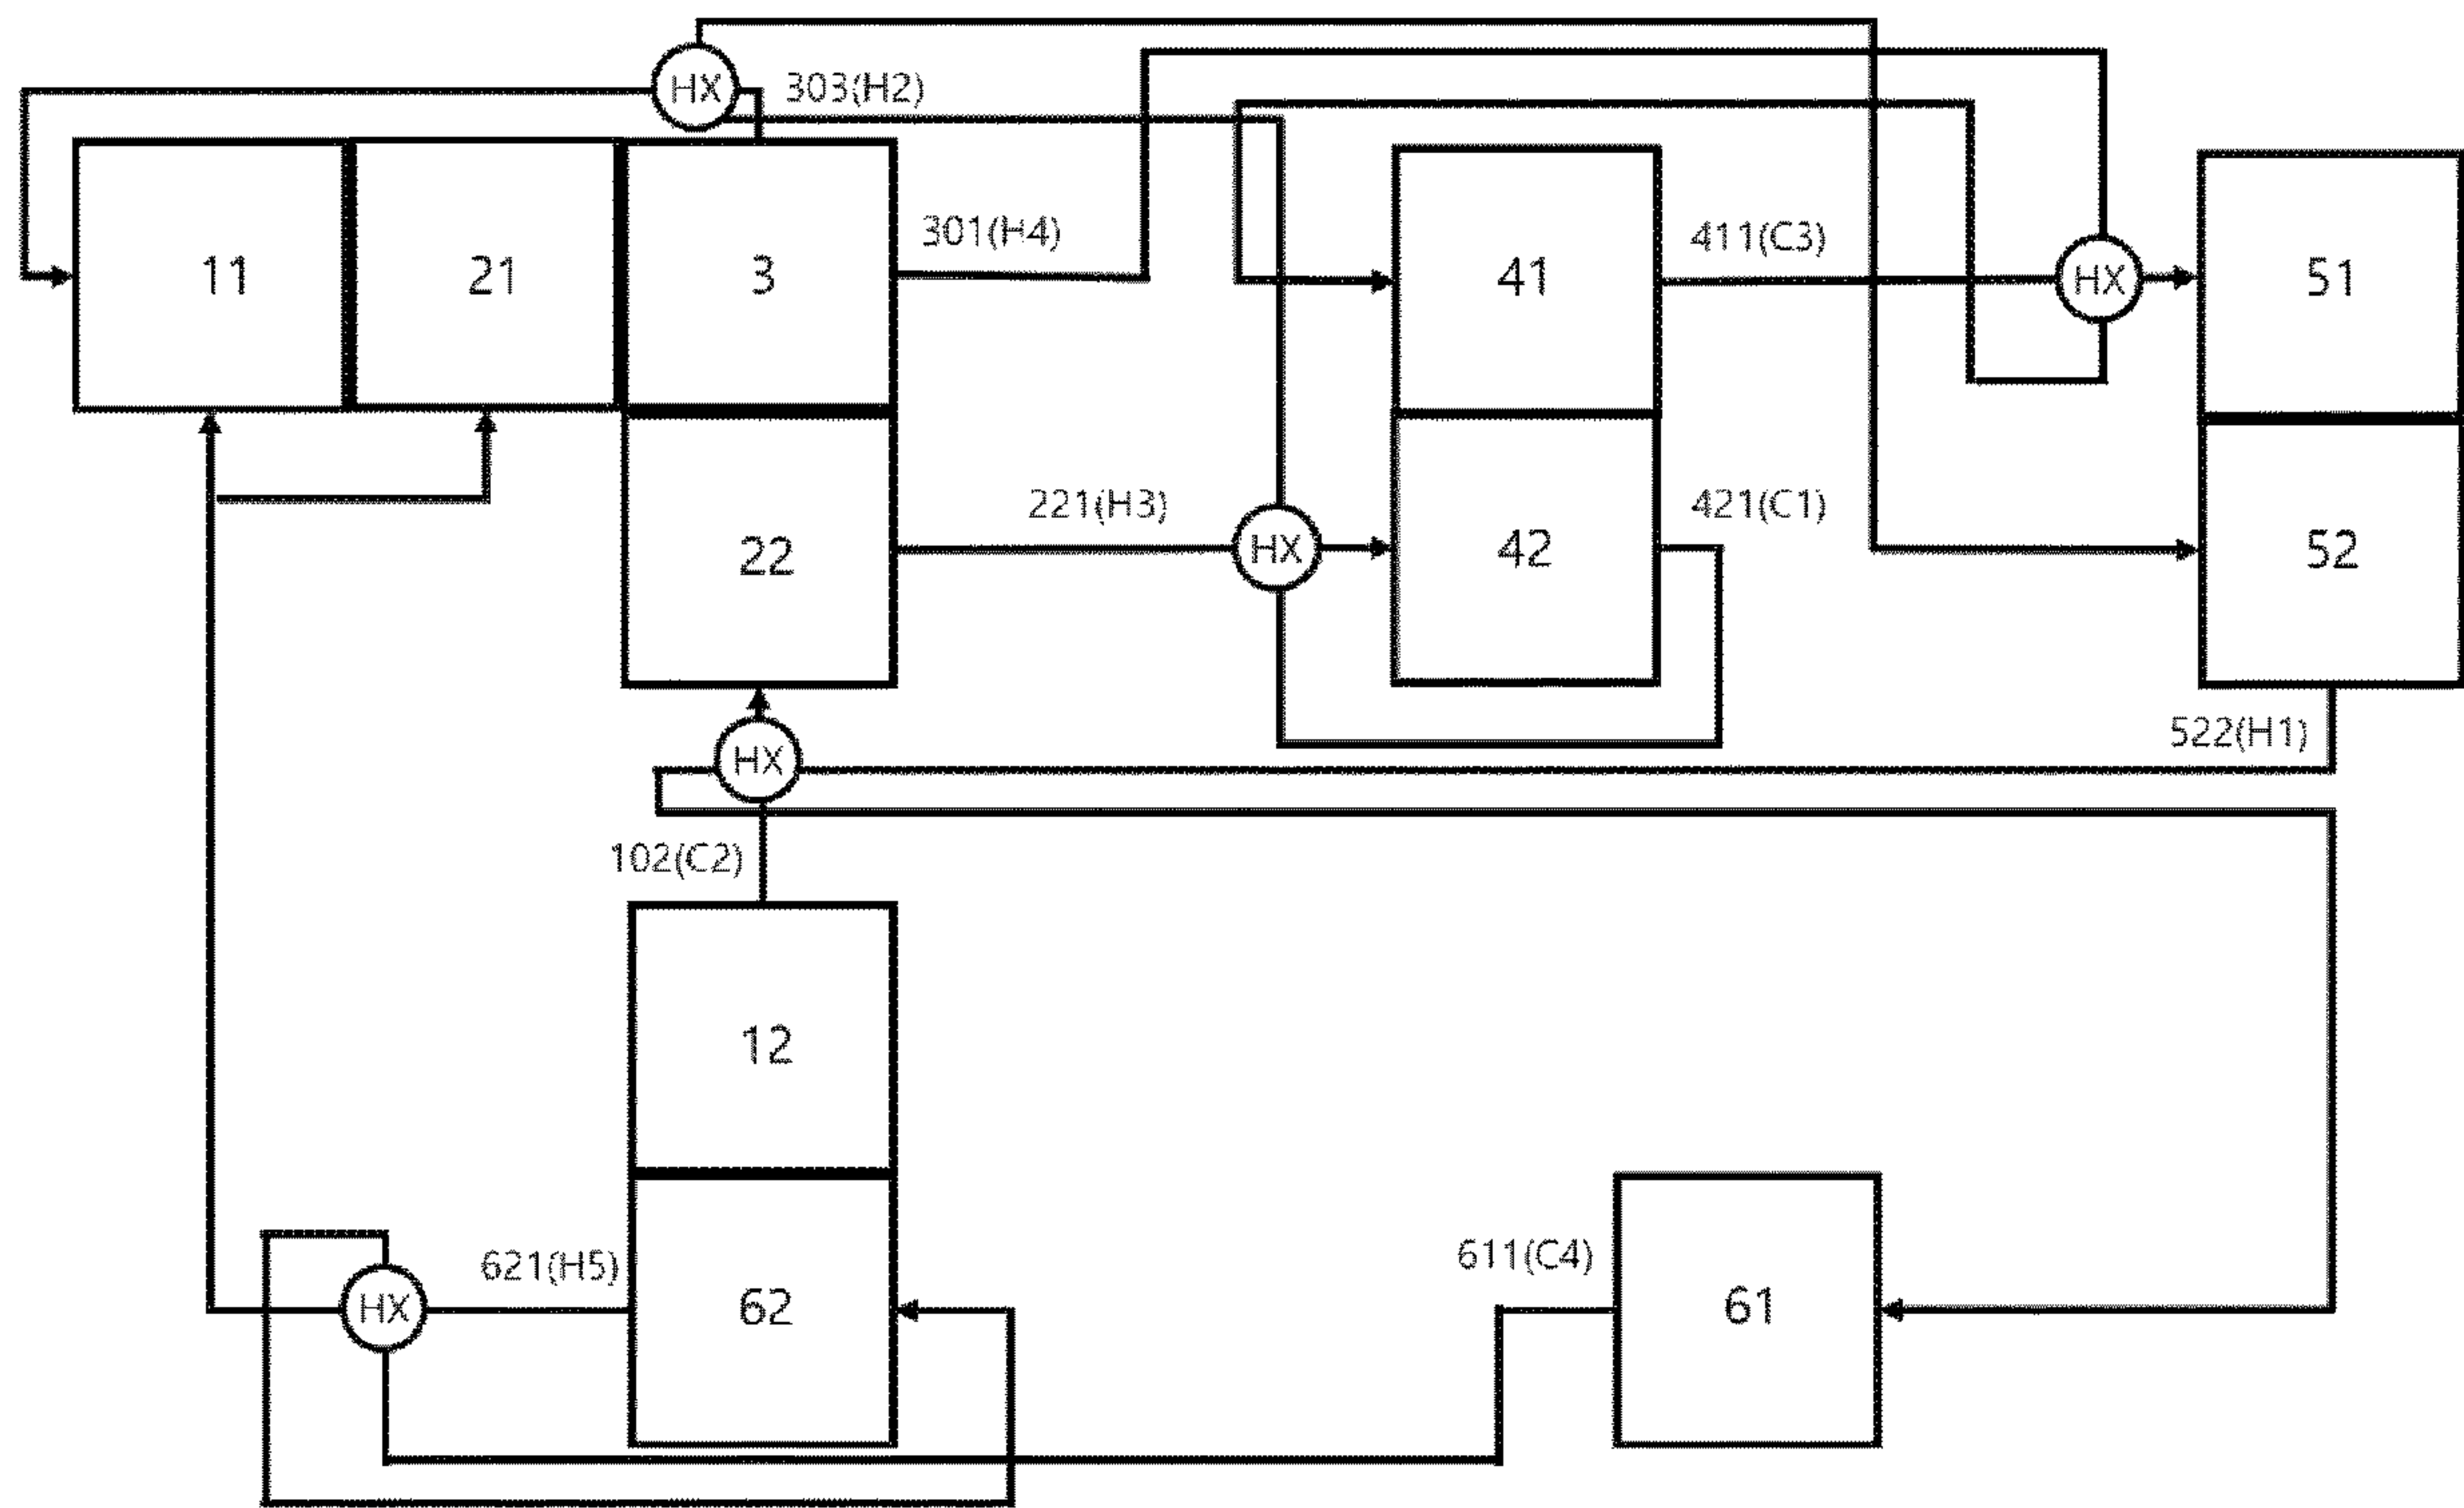 HX
303(H2)
11
21
3
301(H4)
41
411(C3)
HX
51
22
221(H3)
HX
42
421(C1)
52
522(H1)
HX
102(C2)
12
621(H5)
HX
62
611(C4)
61